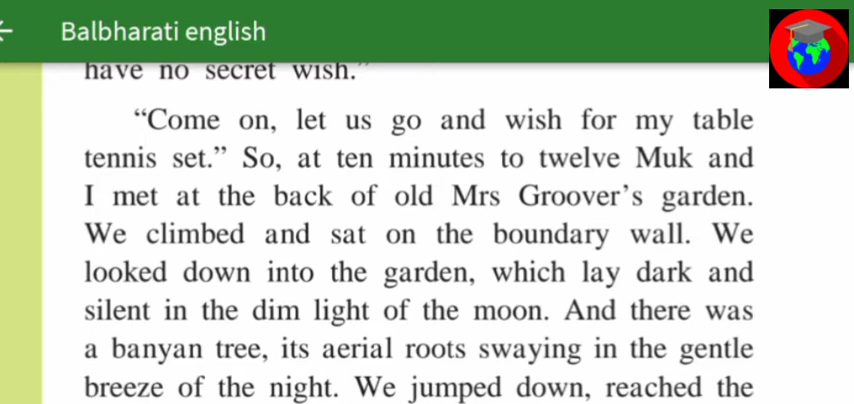 Balbharati english
have no secret wish.”
“Come on, let us go and wish for my table
tennis set.” So, at ten minutes to twelve Muk and
I met at the back of old Mrs Groover’s garden.
We climbed and sat on the boundary wall. We
looked down into the garden, which lay dark and
silent in the dim light of the moon. And there was
a banyan tree, its aerial roots swaying in the gentle
breeze of the night. We jumped down, reached the